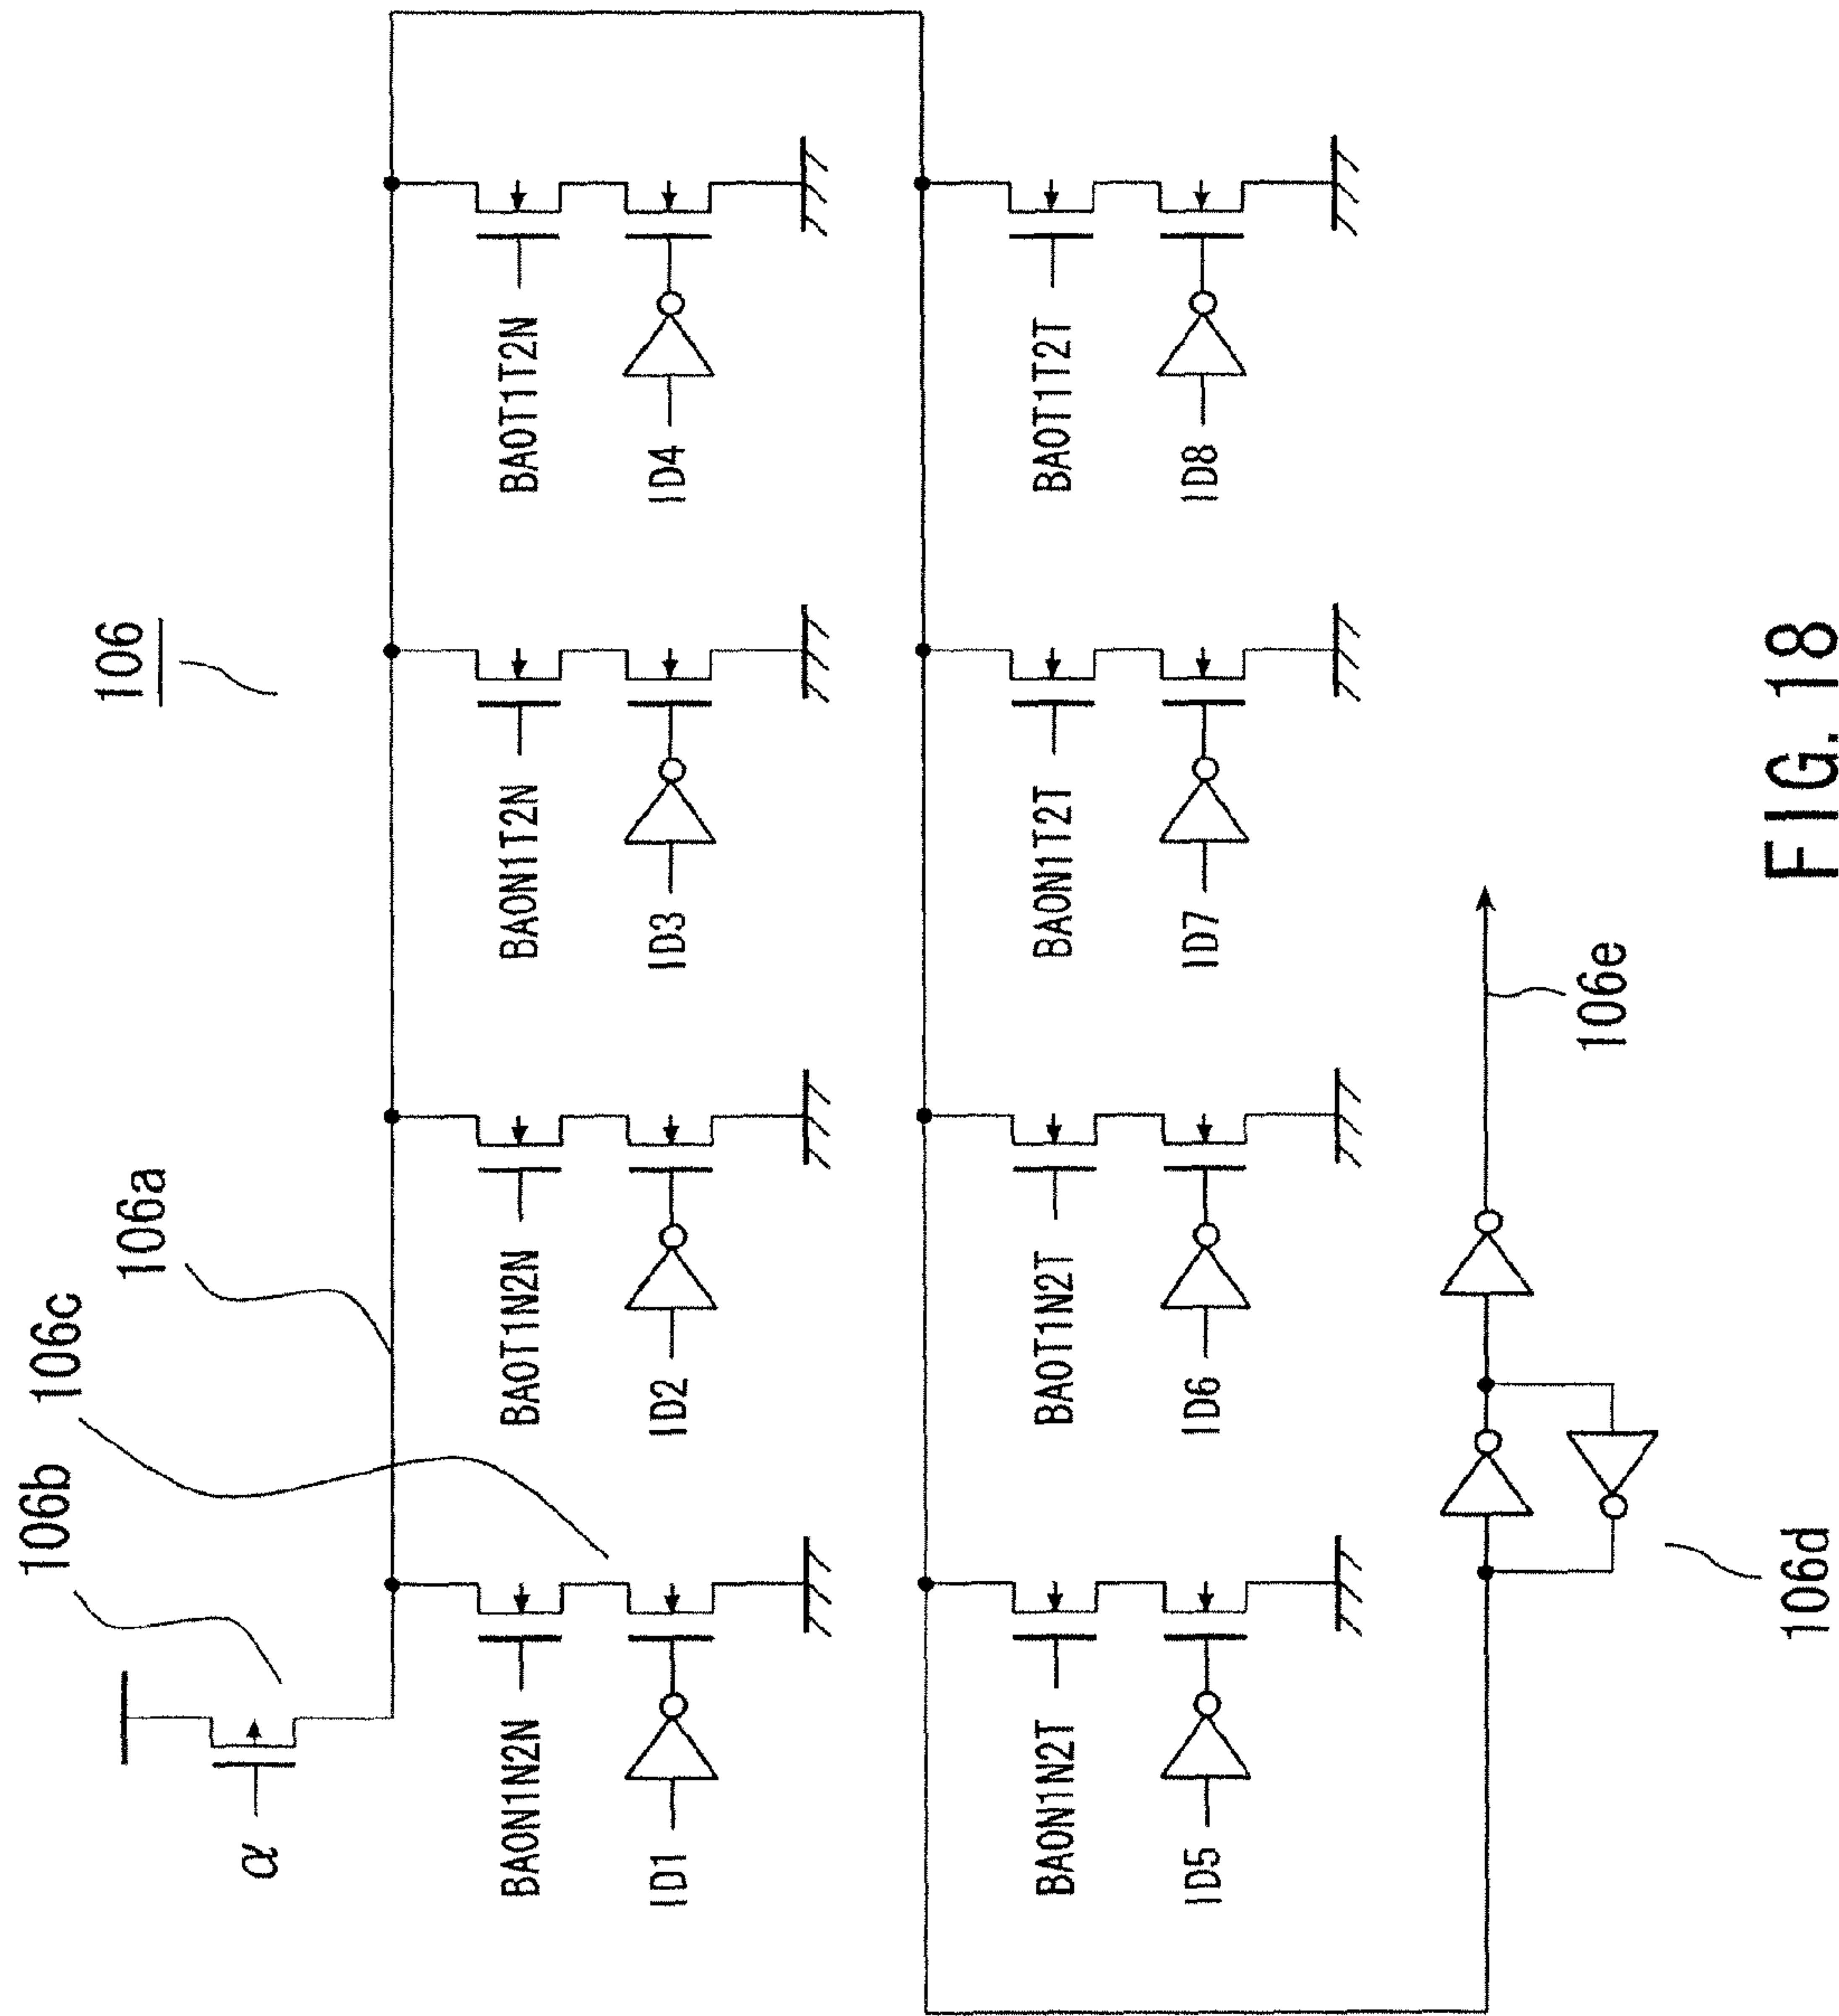 106
106b
106c
106a
α
BA0N1N2N
BA0T1N2N
BA0N1T2N
BA0T1T2N
ID1
ID2
ID3
ID4
BA0N1N2T
BA0T1N2T
BA0N1T2T
BA0T1T2T
ID5
ID6
ID7
ID8
106d
106e
FIG. 18